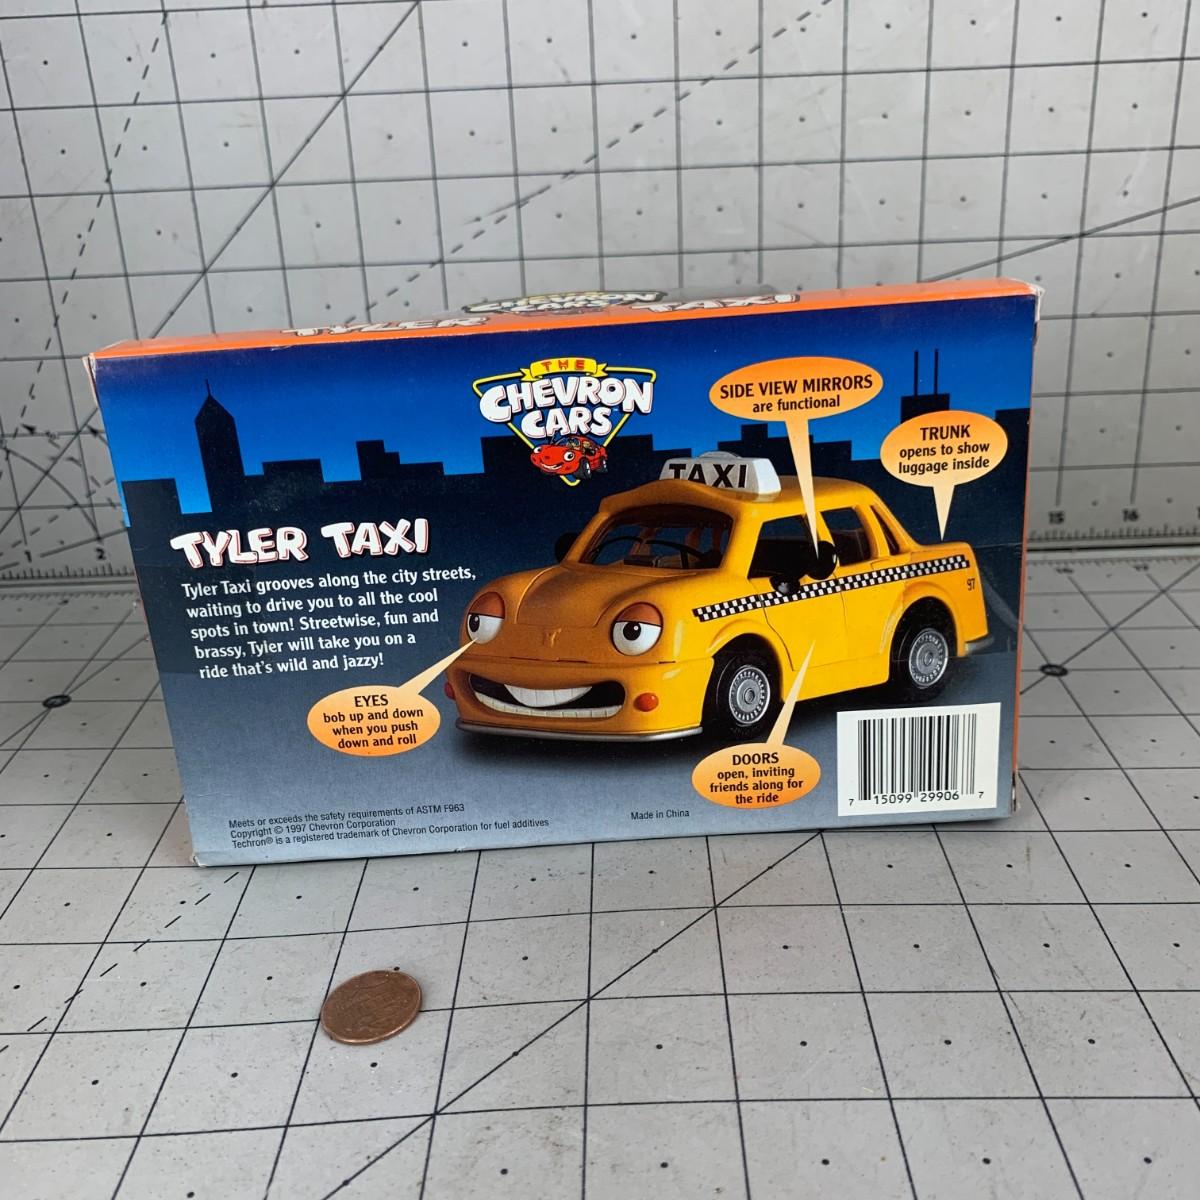 TYLER
CHEVRON
CARS
TAXI
THE
CHEVRON
CARS
SIDE VIEW MIRRORS
are functional
TRUNK
opens to show
luggage inside
TAXI
TYLER TAXI
Tyler Taxi grooves along the city streets,
waiting to drive you to all the cool
spots in town! Streetwise, fun and
brassy, Tyler will take you on a
ride that's wild and jazzy!
97
EYES
bob up and down
when you push
down and roll
DOORS
open, inviting
friends along for
the ride
7 15099 29906 7
Meets or exceeds the safety requirements of ASTM F963
Copyright © 1997 Chevron Corporation
Techron® is a registered trademark of Chevron Corporation for fuel additives
Made in China
1
2
15
16